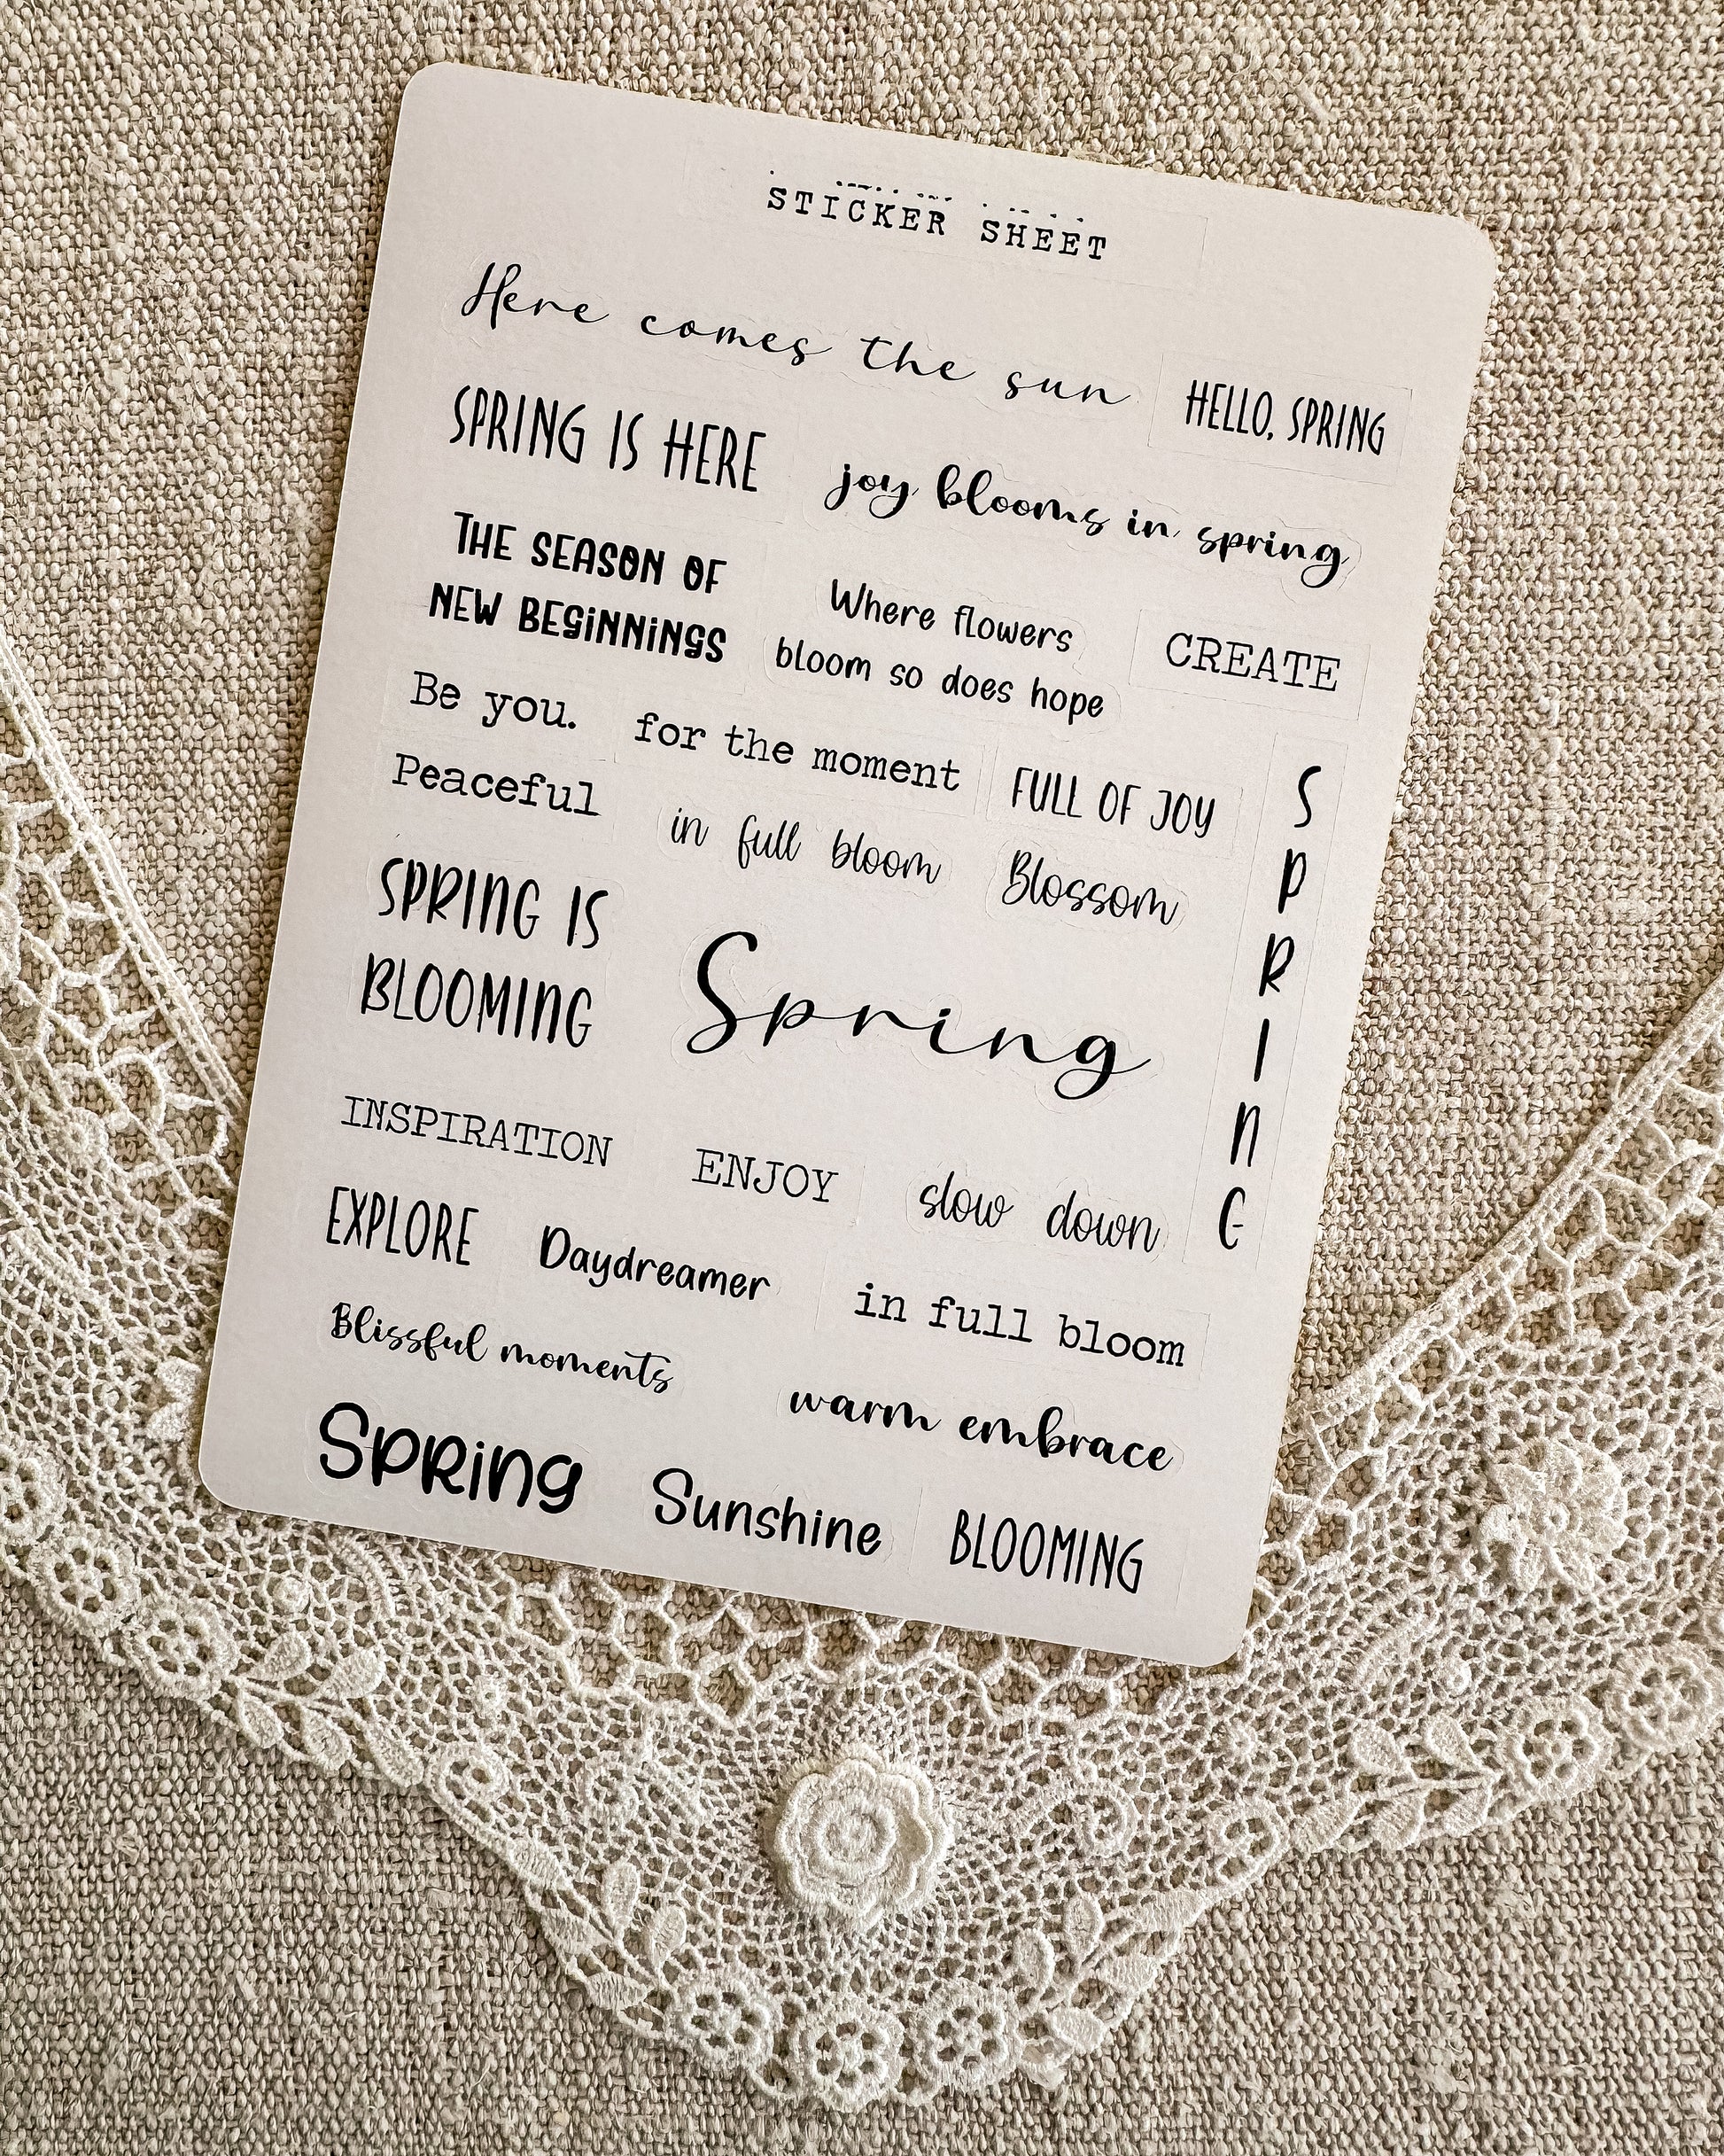 STICKER SHEET
Here comes the sun
HELLO, SPRING
SPRING IS HERE
joy blooms in spring
THE SEASON OF
NEW BEGINNINGS
Where flowers
bloom so does hope
CREATE
Be you.
for the moment
FULL OF JOY
SPRING
Peaceful
in full bloom
Blossom
SPRING IS
BLOOMING
Spring
INSPIRATION
ENJOY
slow down
EXPLORE
Daydreamer
in full bloom
Blissful moments
warm embrace
Spring
Sunshine
BLOOMING